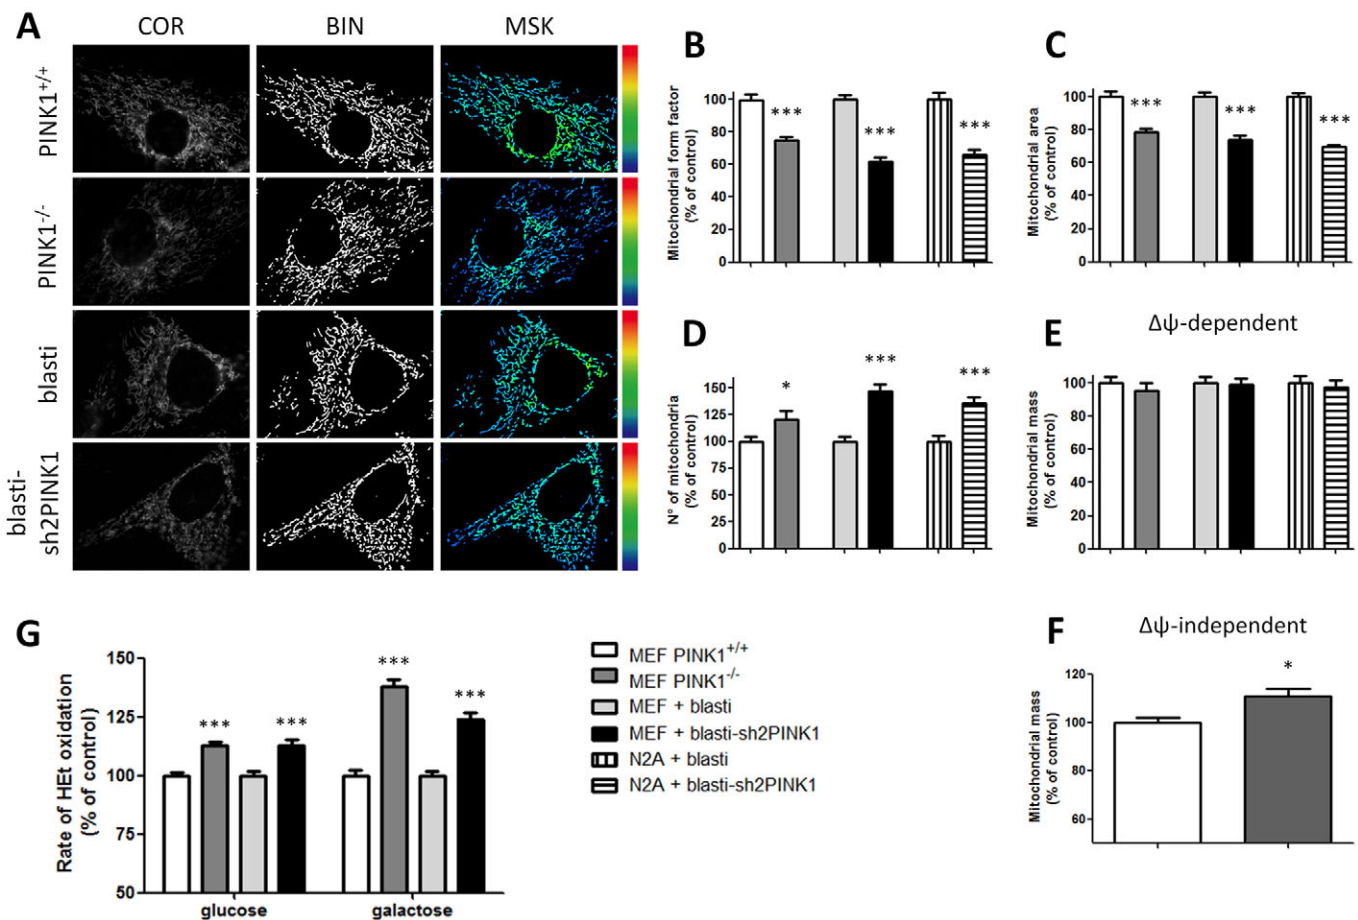 A
COR BIN MSK
PINK1+/+
PINK1-/-
blasti
blasti-
sh2PINK1
B
Mitochondrial form factor
(% of control)
100
80
60
40
20
0
***
***
***
C
Mitochondrial area
(% of control)
100
80
60
40
20
0
***
***
***
D
N° of mitochondria
(% of control)
150
125
100
75
50
25
0
*
***
***
E
Δψ-dependent
Mitochondrial mass
(% of control)
100
80
60
40
20
0
F
Δψ-independent
Mitochondrial mass
(% of control)
120
100
80
60
*
G
Rate of HEt oxidation
(% of control)
150
125
100
75
50
***
***
***
***
glucose galactose
MEF PINK1+/+
MEF PINK1-/-
MEF + blasti
MEF + blasti-sh2PINK1
N2A + blasti
N2A + blasti-sh2PINK1